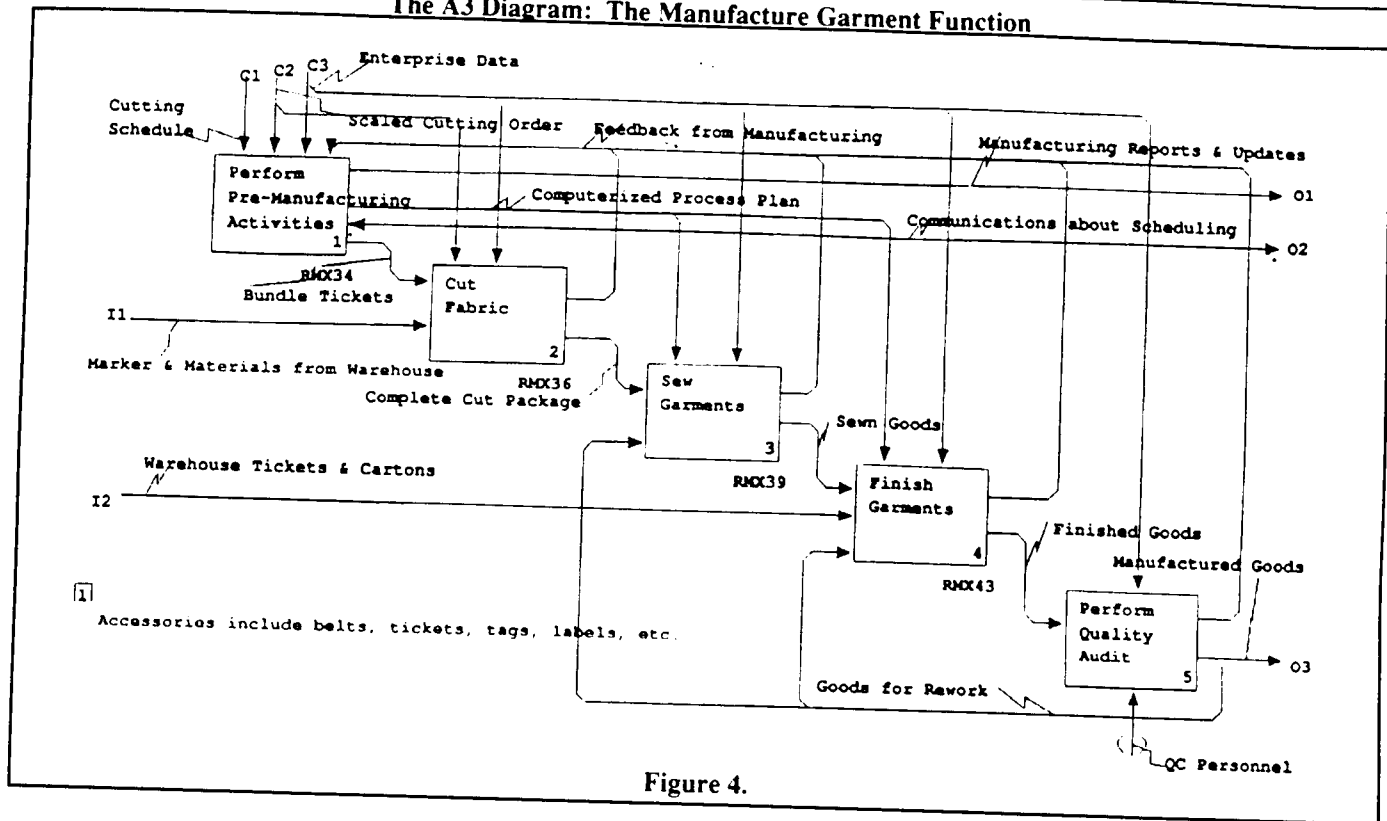 The A3 Diagram: The Manufacture Garment Function
C1 C2 C3
Enterprise Data
Cutting
Schedule
Scaled Cutting Order
Feedback from Manufacturing
Manufacturing Reports & Updates
Perform
Pre-Manufacturing
Activities
1
O1
Computerized Process Plan
Communications about Scheduling
O2
RMX34
Bundle Tickets
Cut
Fabric
2
I1
Marker & Materials from Warehouse
RMX36
Complete Cut Package
Sew
Garments
3
Sewn Goods
Warehouse Tickets & Cartons
RMX39
I2
Finish
Garments
4
Finished Goods
RMX43
Manufactured Goods
1
Accessories include belts, tickets, tags, labels, etc.
Perform
Quality
Audit
5
O3
Goods for Rework
QC Personnel
Figure 4.